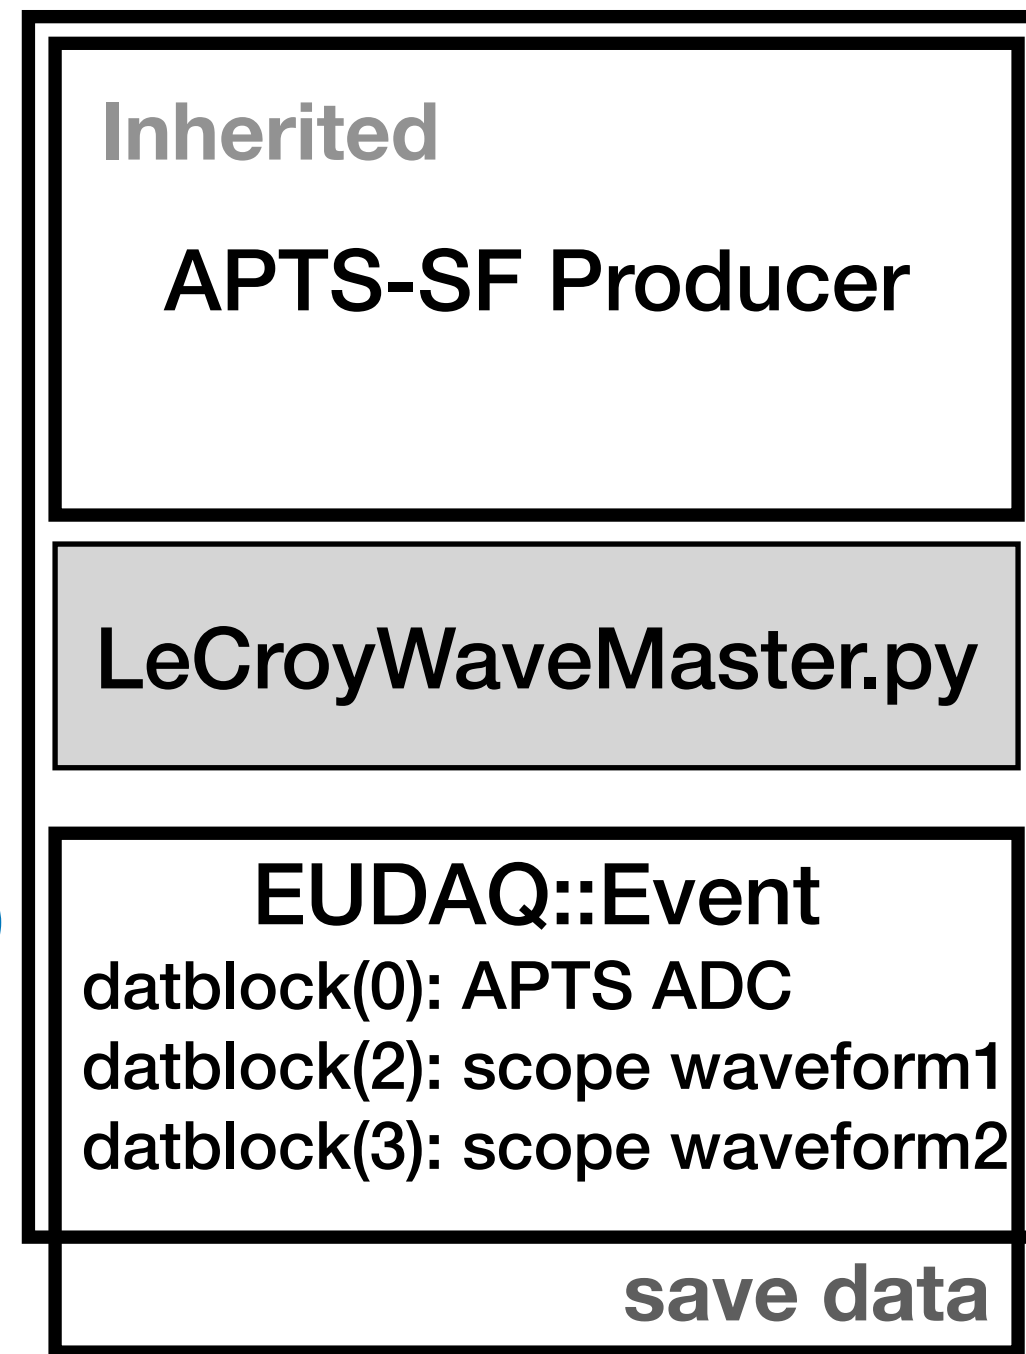 Inherited
APTS-SF Producer
LeCroyWaveMaster.py
EUDAQ::Event
datblock(0): APTS ADC
datblock(2): scope waveform1
datblock(3): scope waveform2
save data